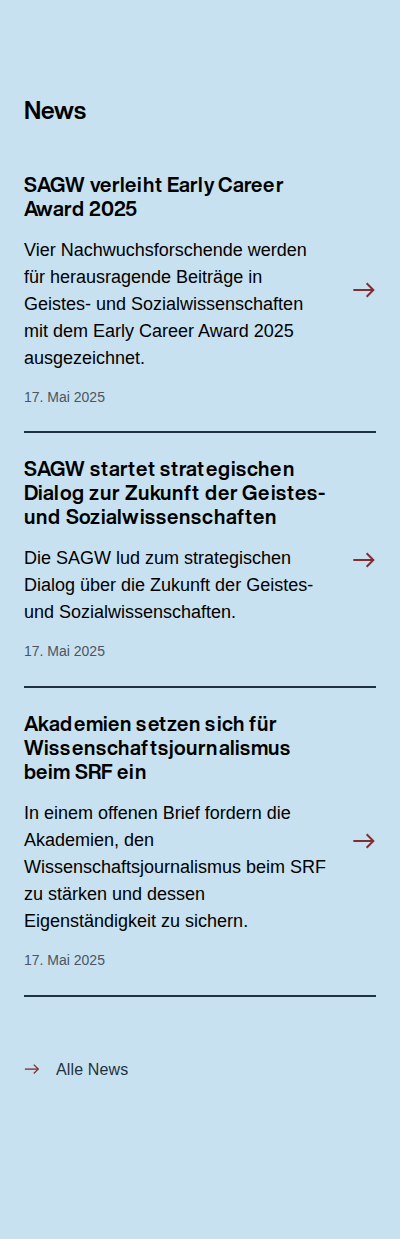 News
SAGW verleiht Early Career
Award 2025
Vier Nachwuchsforschende werden
für herausragende Beiträge in
Geistes- und Sozialwissenschaften
mit dem Early Career Award 2025
ausgezeichnet.
17. Mai 2025
SAGW startet strategischen
Dialog zur Zukunft der Geistes-
und Sozialwissenschaften
Die SAGW lud zum strategischen
Dialog über die Zukunft der Geistes-
und Sozialwissenschaften.
17. Mai 2025
Akademien setzen sich für
Wissenschaftsjournalismus
beim SRF ein
In einem offenen Brief fordern die
Akademien, den
Wissenschaftsjournalismus beim SRF
zu stärken und dessen
Eigenständigkeit zu sichern.
17. Mai 2025
Alle News